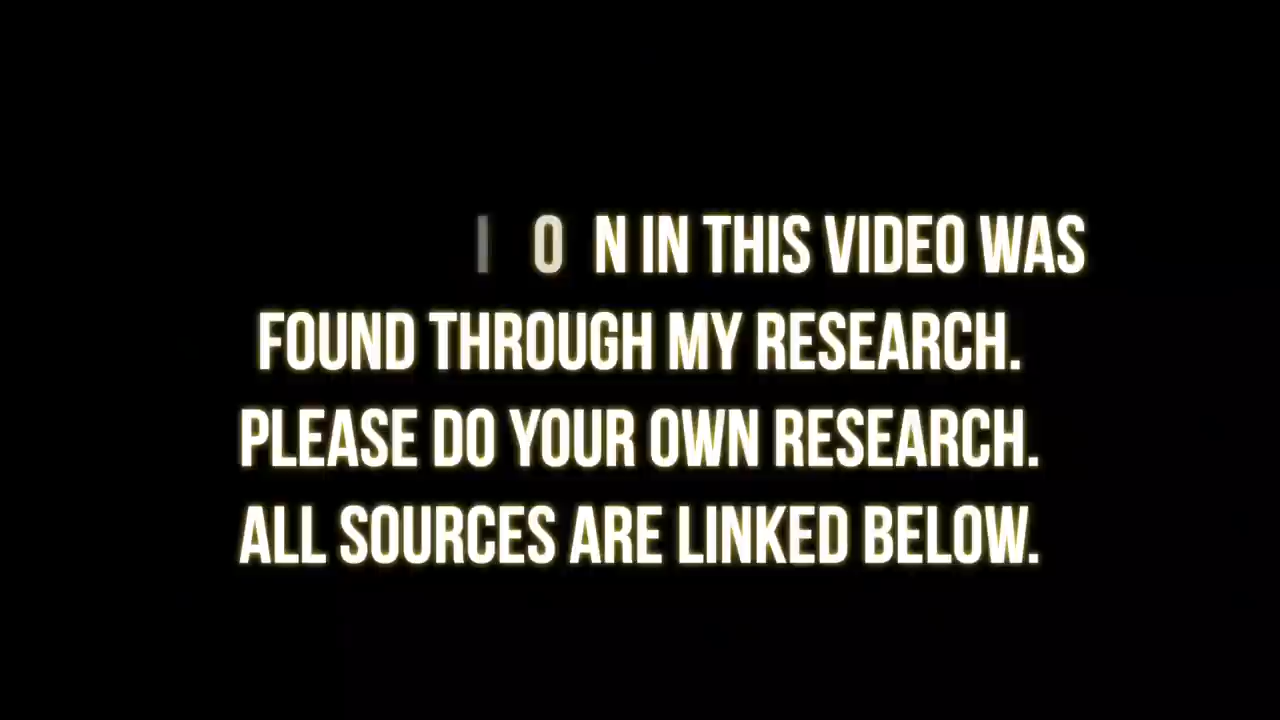 I O N IN THIS VIDEO WAS
FOUND THROUGH MY RESEARCH.
PLEASE DO YOUR OWN RESEARCH.
ALL SOURCES ARE LINKED BELOW.